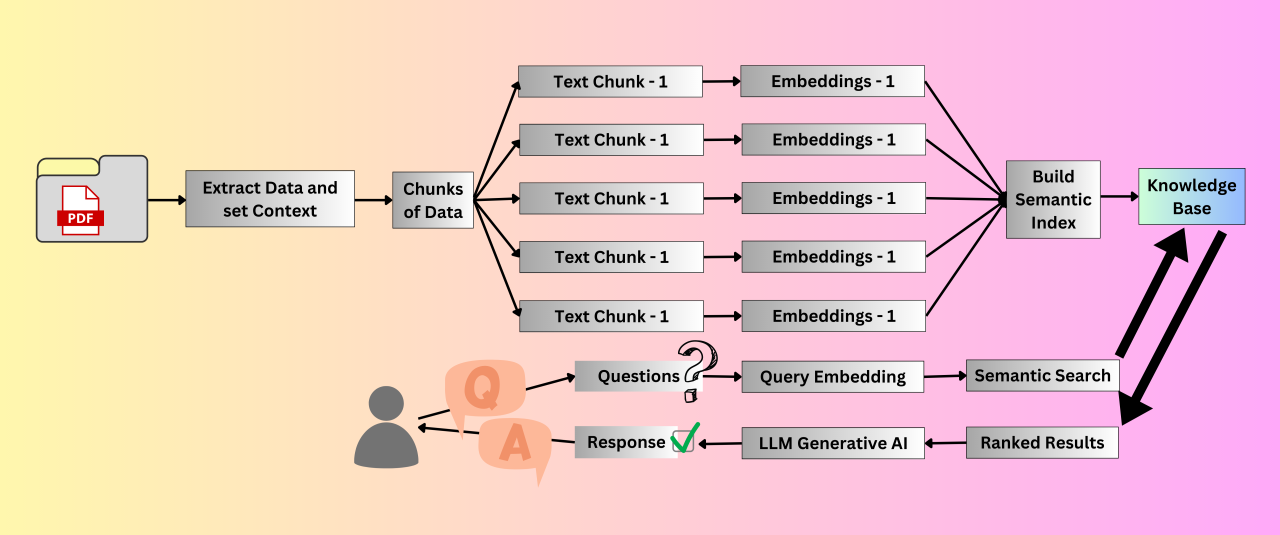 PDF
Extract Data and
set Context
Chunks
of Data
Text Chunk - 1
Embeddings - 1
Text Chunk - 1
Embeddings - 1
Text Chunk - 1
Embeddings - 1
Text Chunk - 1
Embeddings - 1
Text Chunk - 1
Embeddings - 1
Build
Semantic
Index
Knowledge
Base
Q
Questions ?
Query Embedding
Semantic Search
A
Response
LLM Generative AI
Ranked Results